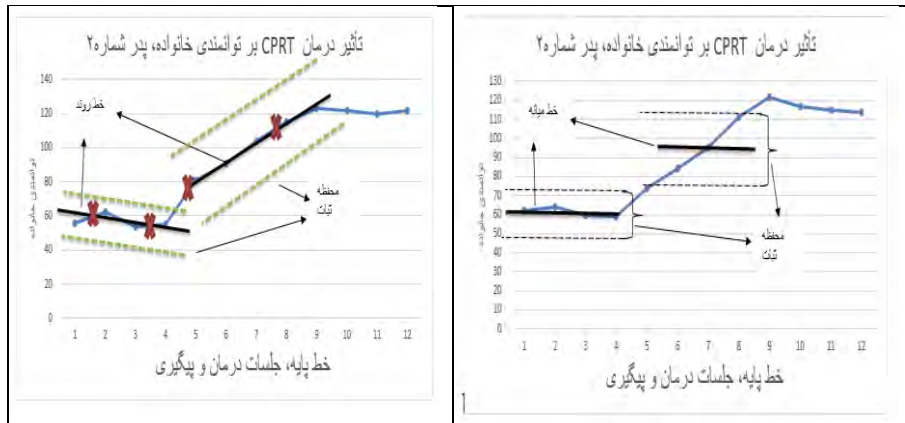 تأثیر درمان CPRT بر توانمندی خانواده، پدر شماره۲
140
120
100
80
60
40
20
0
توانمندی خانواده
خط روند
محفظه
ثبات
1 2 3 4 5 6 7 8 9 10 11 12
خط پایه، جلسات درمان و پیگیری
تأثیر درمان CPRT بر توانمندی خانواده، پدر شماره۲
130
120
110
100
90
80
70
60
50
40
30
20
10
0
توانمندی خانواده
خط میانه
محفظه
ثبات
1 2 3 4 5 6 7 8 9 10 11 12
خط پایه، جلسات درمان و پیگیری